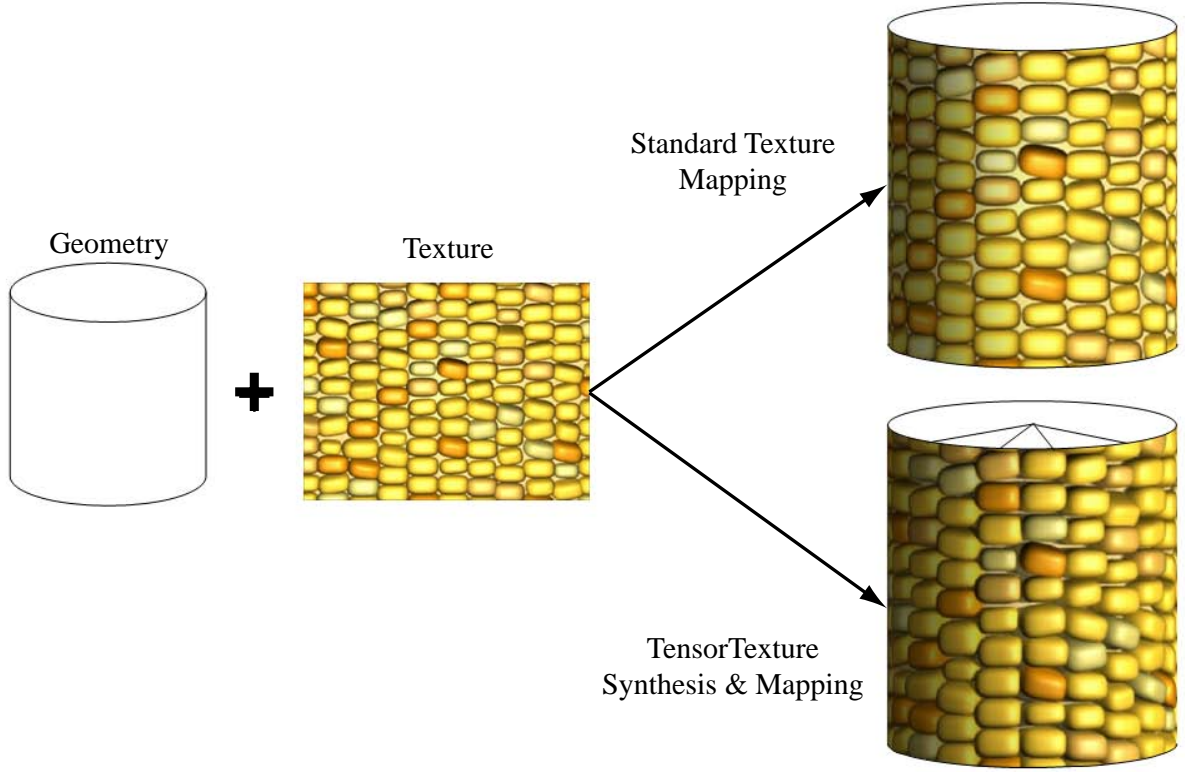 Geometry
Texture
Standard Texture
Mapping
TensorTexture
Synthesis & Mapping